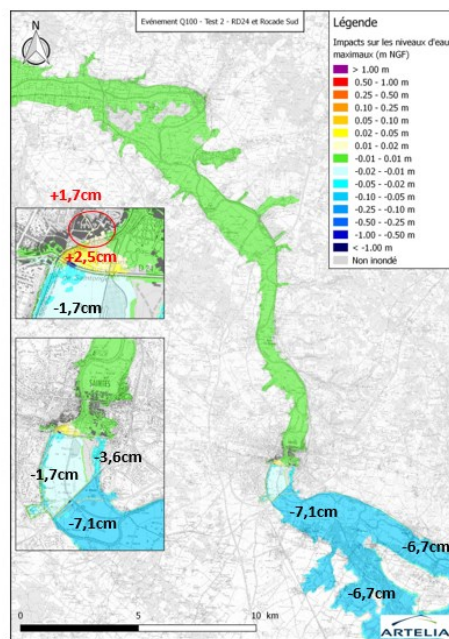 Evénement Q100 - Test 2 - RD24 et Rocade Sud
N
Légende
Impacts sur les niveaux d'eau
maximaux (m NGF)
> 1.00 m
0.50 - 1.00 m
0.25 - 0.50 m
0.10 - 0.25 m
0.05 - 0.10 m
0.02 - 0.05 m
0.01 - 0.02 m
-0.01 - 0.01 m
-0.02 - -0.01 m
-0.05 - -0.02 m
-0.10 - -0.05 m
-0.25 - -0.10 m
-0.50 - -0.25 m
-1.00 - -0.50 m
< -1.00 m
Non inondé
+1,7cm
+2,5cm
-1,7cm
SAINTES
-1,7cm
-3,6cm
-7,1cm
-7,1cm
-6,7cm
-6,7cm
0 5 10 km
ARTELIA